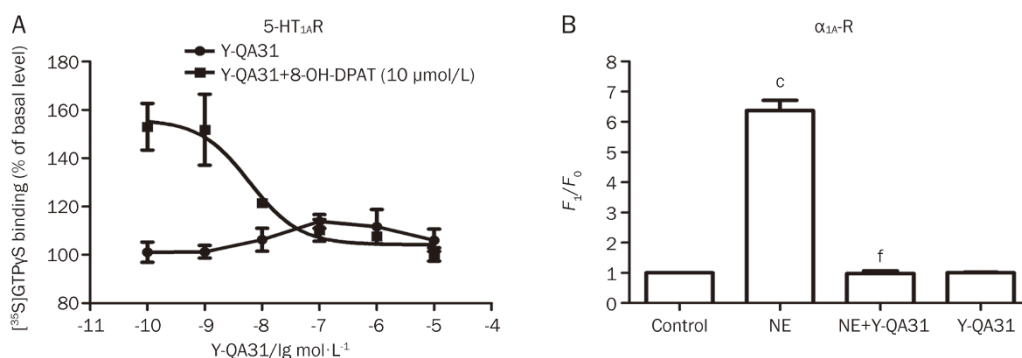 A
5-HT1AR
Y-QA31
Y-QA31+8-OH-DPAT (10 μmol/L)
[35S]GTPγS binding (% of basal level)
180
160
140
120
100
80
-11 -10 -9 -8 -7 -6 -5 -4
Y-QA31/lg mol·L-1
B
α1A-R
F1/F0
8
7
6
5
4
3
2
1
0
c
f
Control NE NE+Y-QA31 Y-QA31